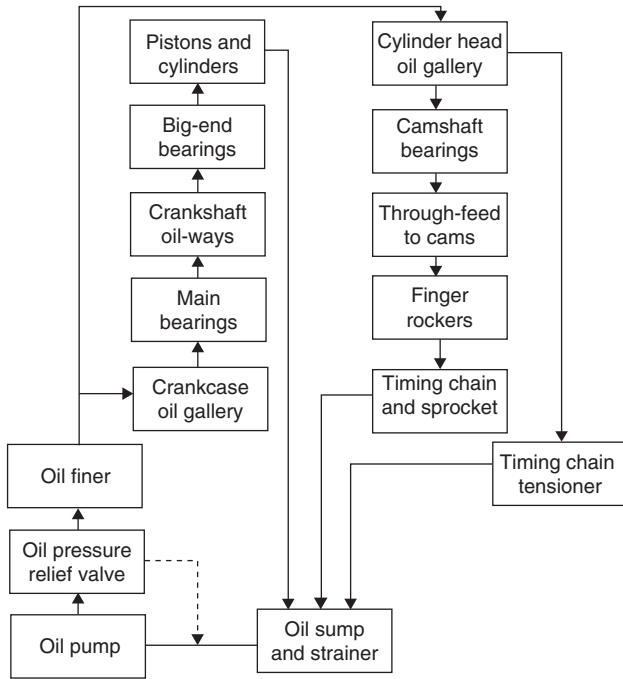 Pistons and
cylinders
Big-end
bearings
Crankshaft
oil-ways
Main
bearings
Crankcase
oil gallery
Oil finer
Oil pressure
relief valve
Oil pump
Cylinder head
oil gallery
Camshaft
bearings
Through-feed
to cams
Finger
rockers
Timing chain
and sprocket
Timing chain
tensioner
Oil sump
and strainer